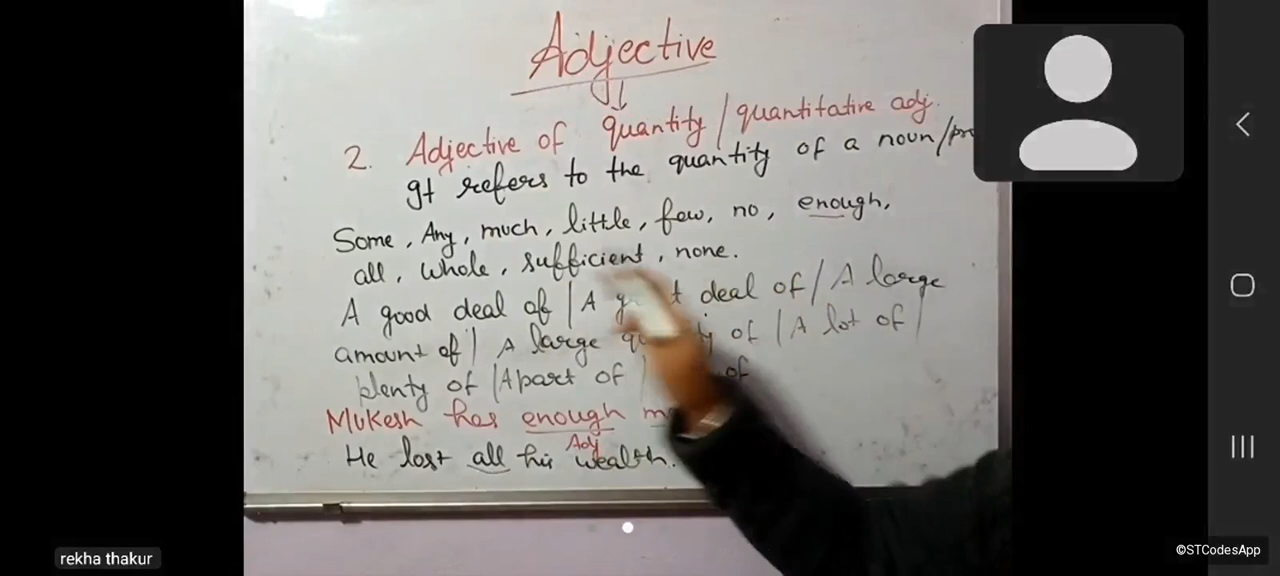 Adjective
2. Adjective of quantity / quantitative adj.
It refers to the quantity of a noun/
Some, Any, much, little, few, no, enough,
all, whole, sufficient, none.
A good deal of / A deal of / A large
amount of / A large of / A lot of /
plenty of / A part of / of
Mukesh has enough
Adj
He lost all his wealth.
rekha thakur
©STCodesApp